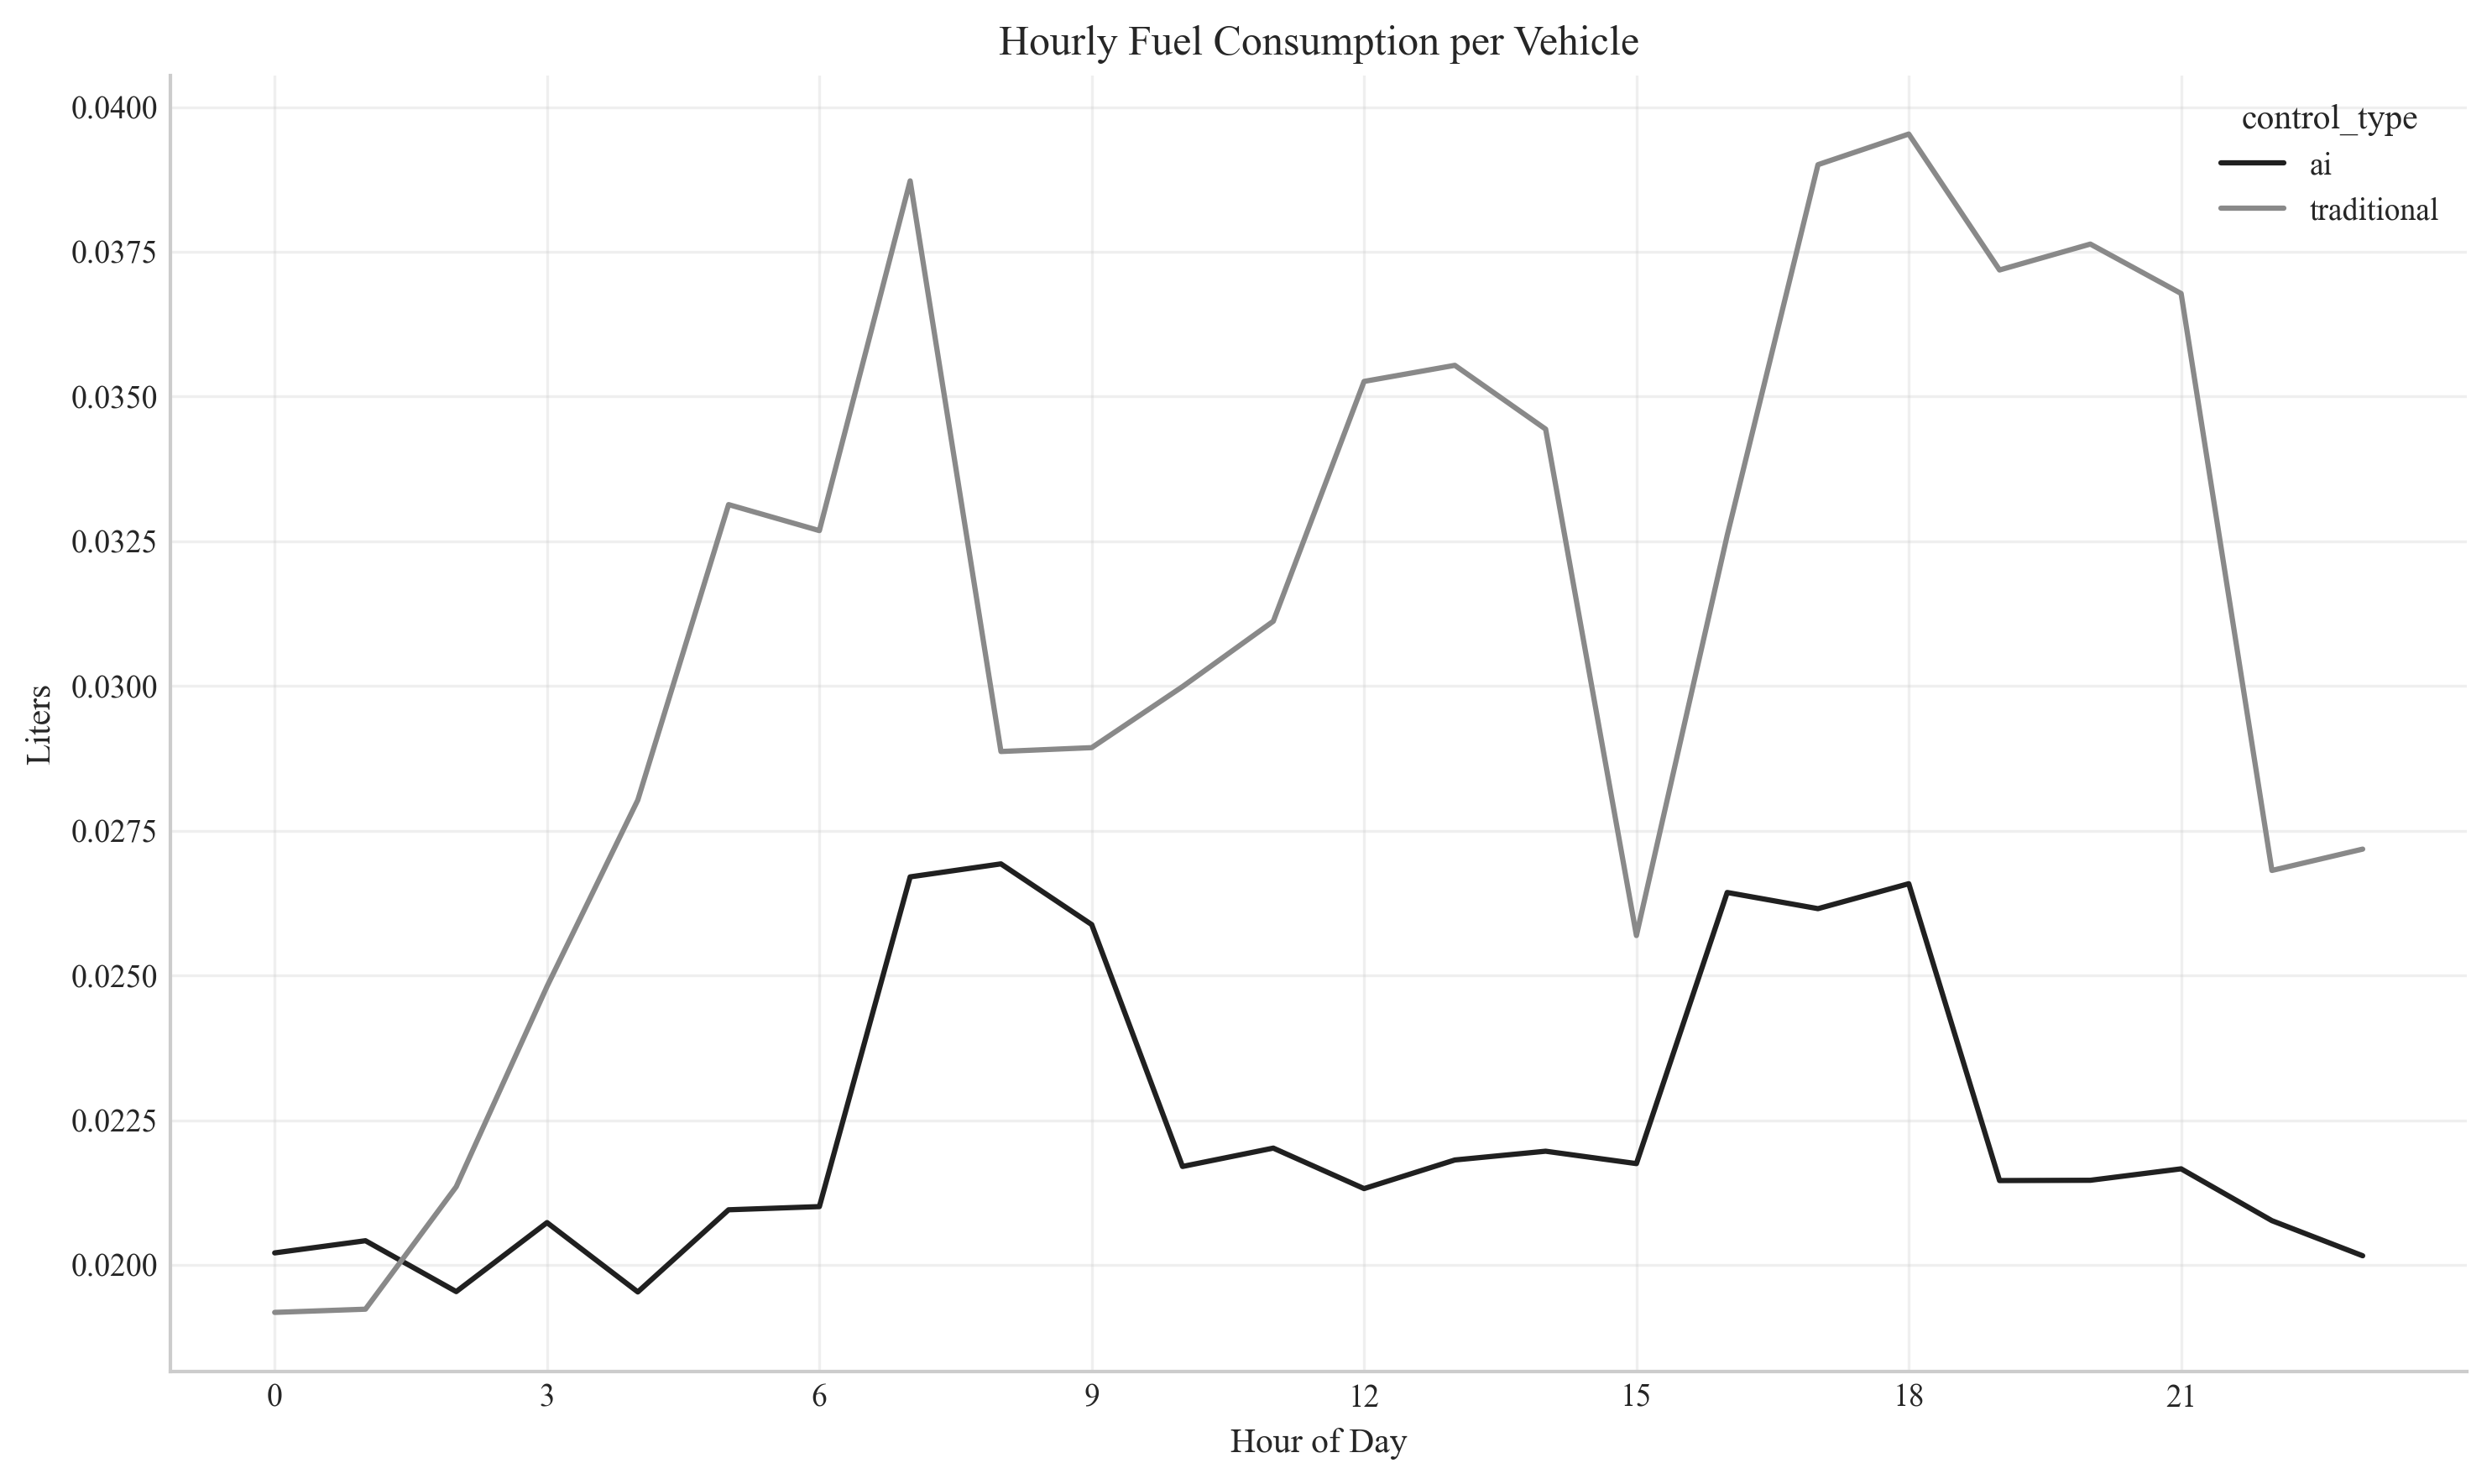 Hourly Fuel Consumption per Vehicle
control_type
ai
traditional
Liters
0.0400
0.0375
0.0350
0.0325
0.0300
0.0275
0.0250
0.0225
0.0200
0 3 6 9 12 15 18 21
Hour of Day